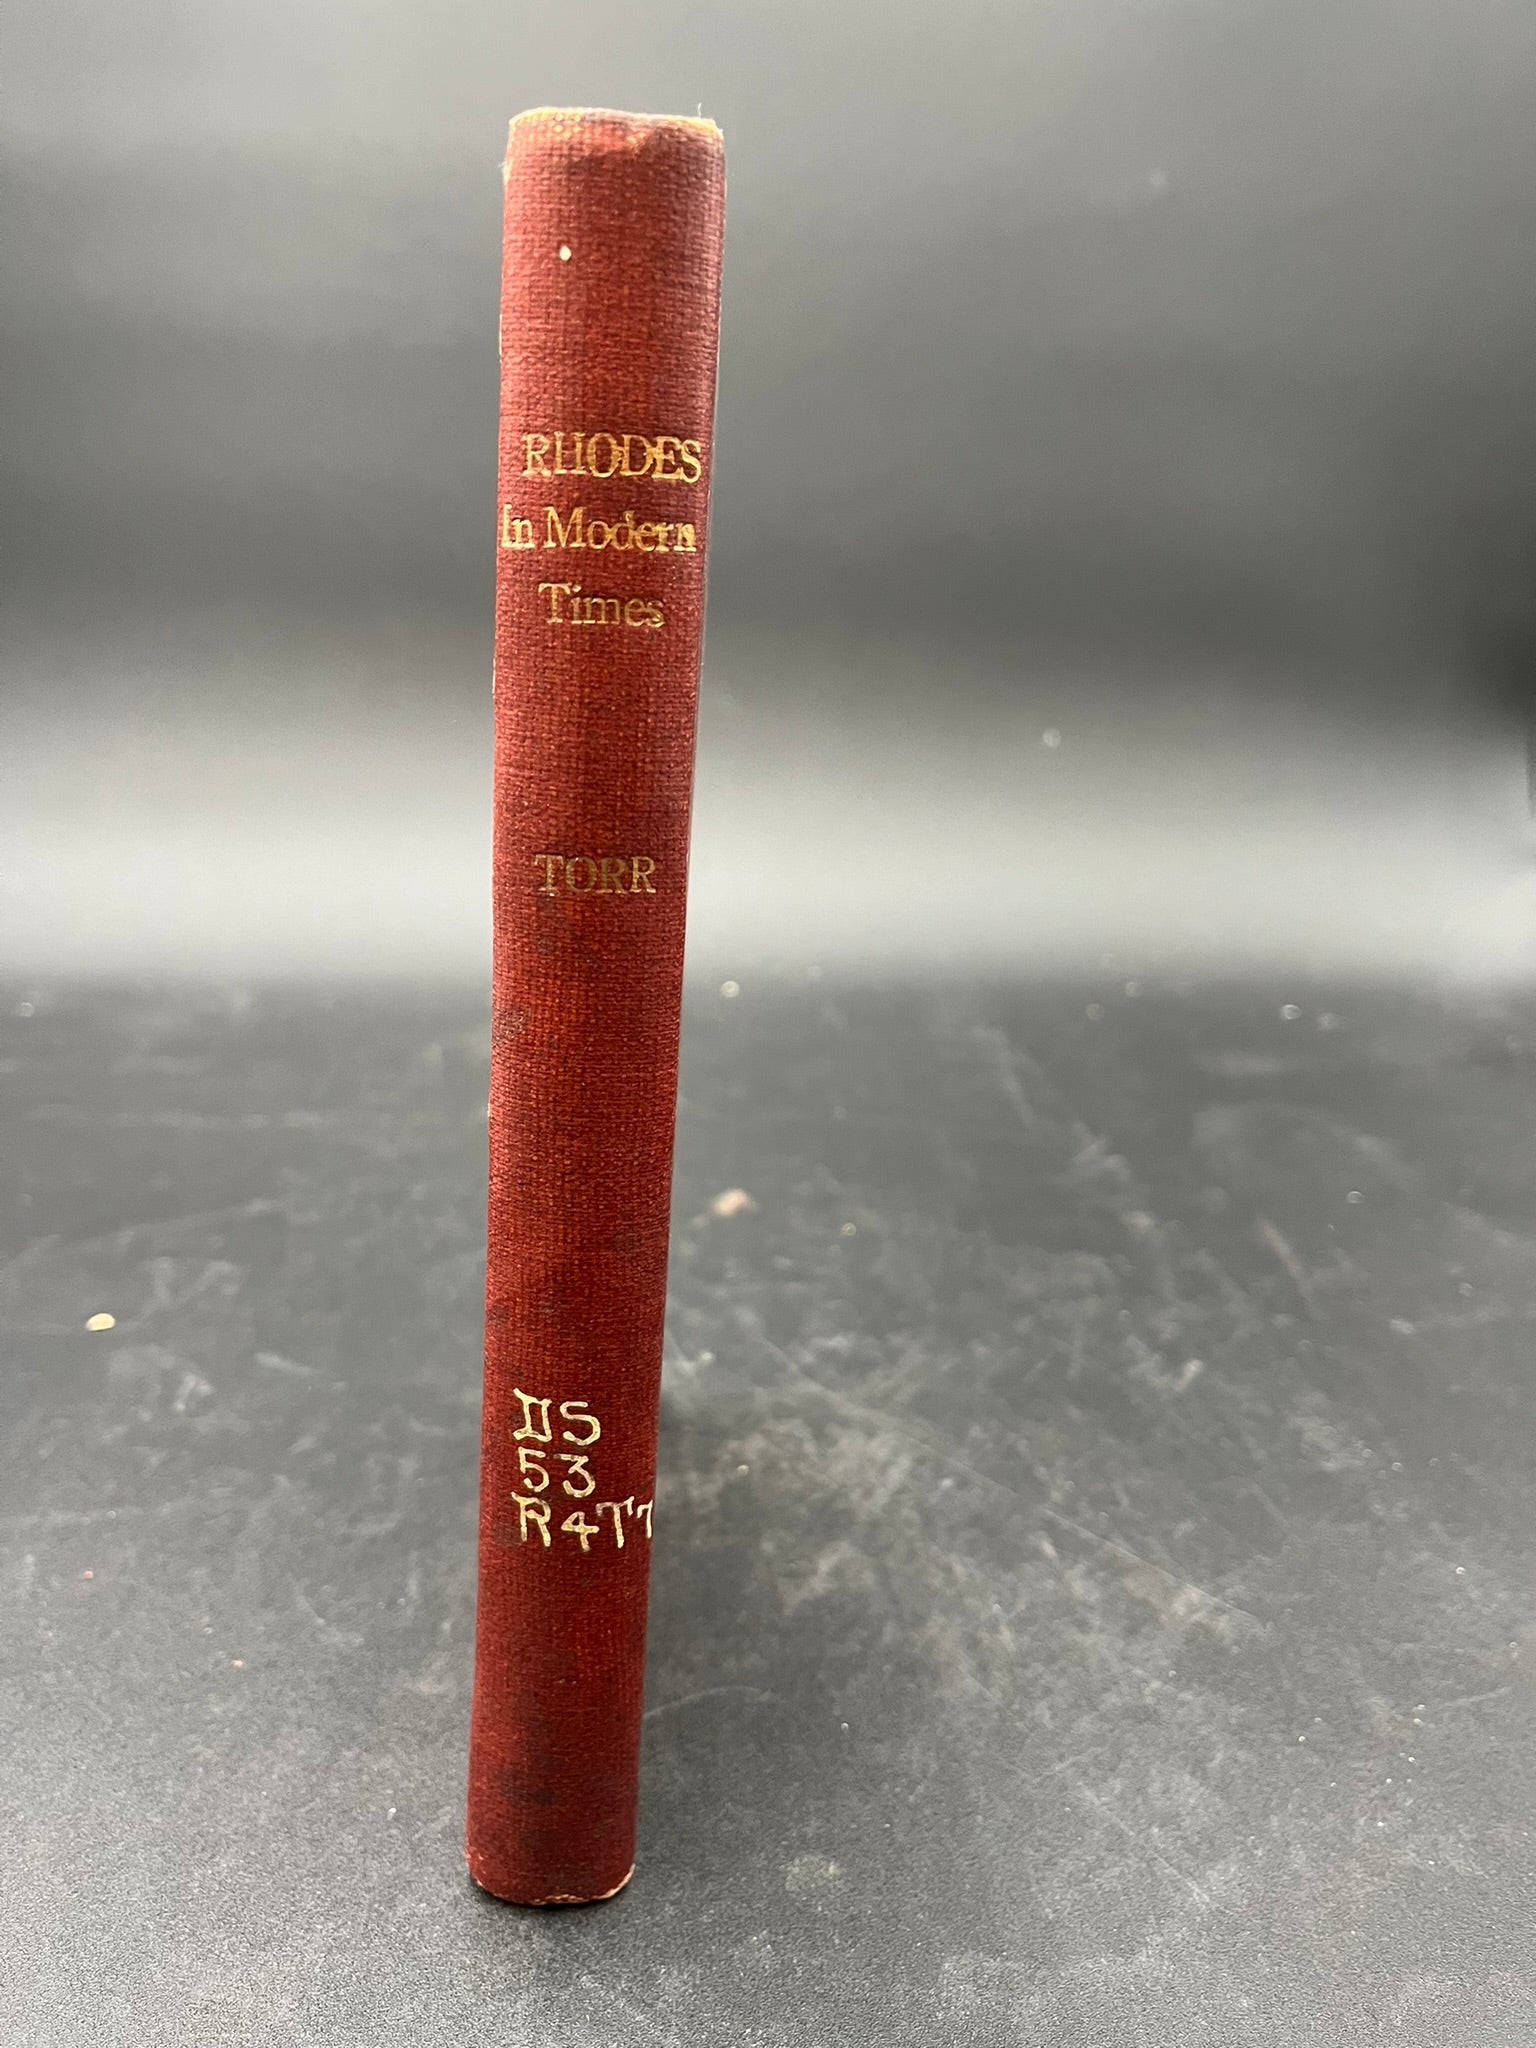 RHODES
In Modern
Times
TORR
DS
53
R4T7